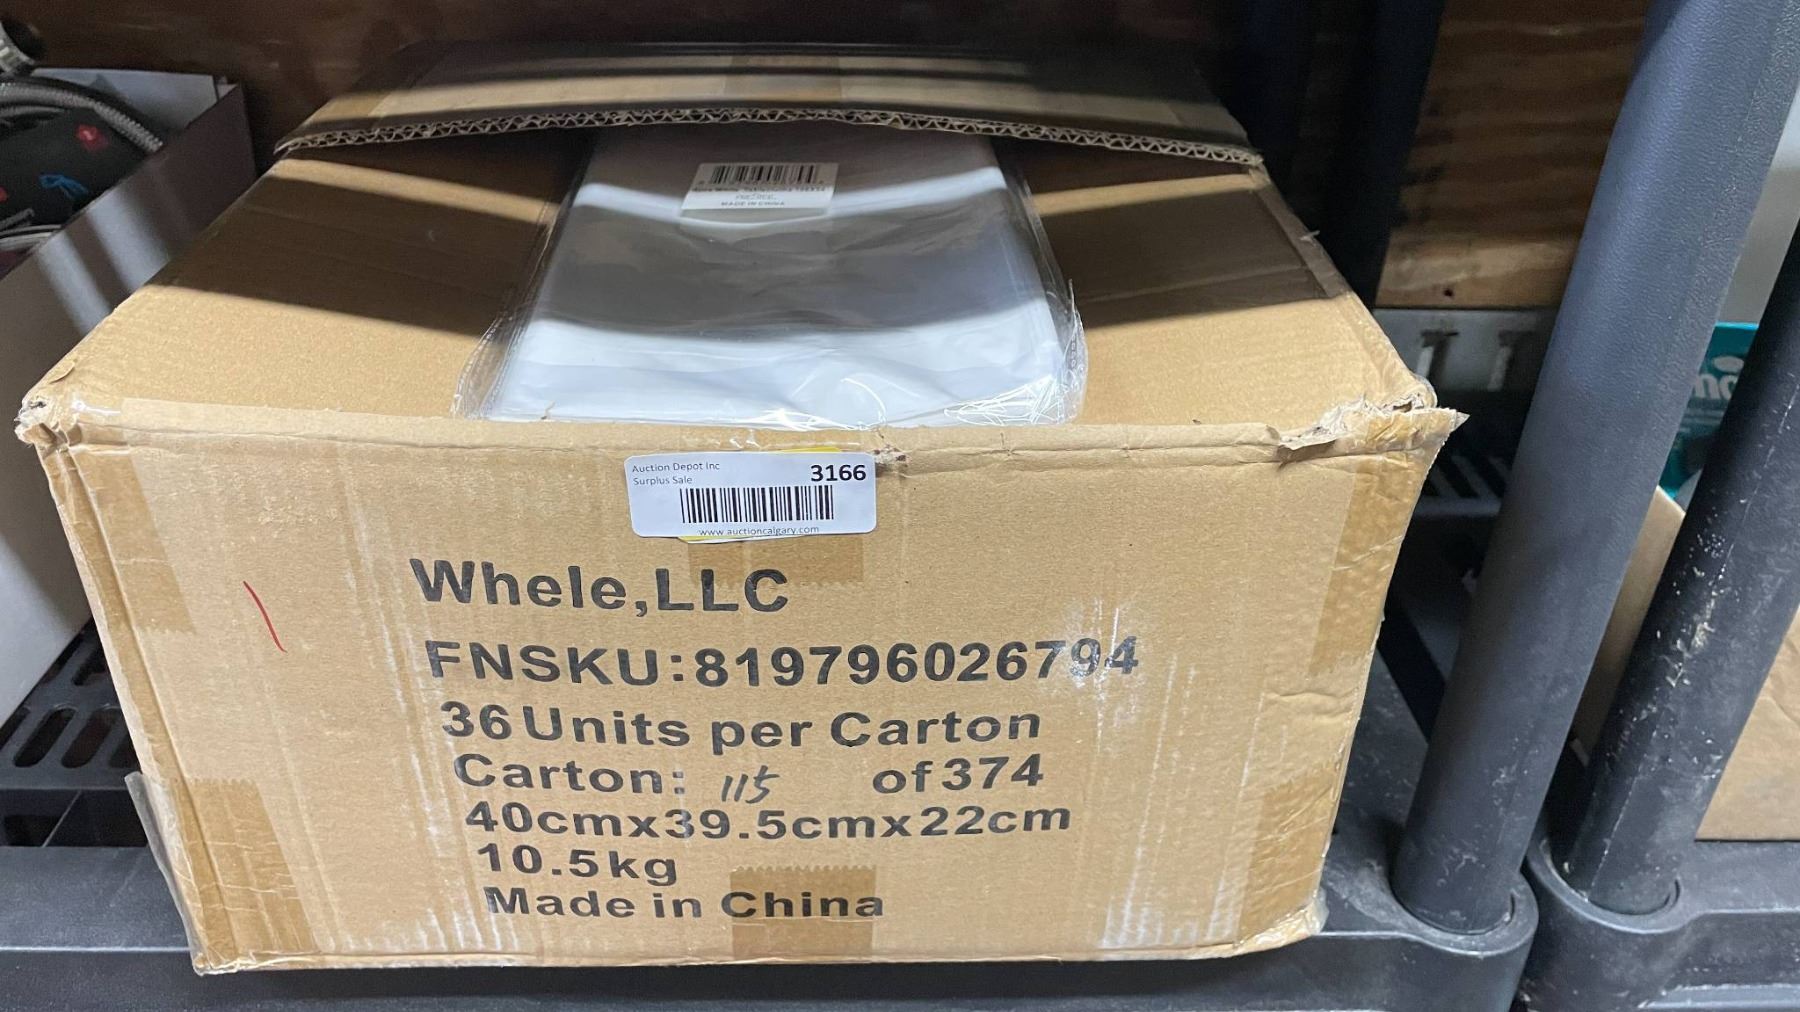 MADE IN CHINA
Auction Depot Inc
Surplus Sale
3166
www.auctioncalgary.com
Whele,LLC
FNSKU:819796026794
36 Units per Carton
Carton: 115 of 374
40cmx39.5cmx22cm
10.5kg
Made in China